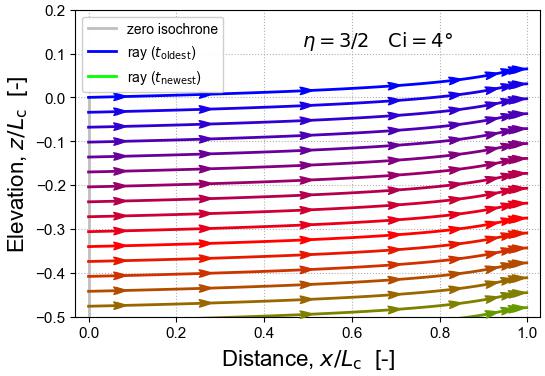 0.2
zero isochrone
ray (t_oldest)
ray (t_newest)
η = 3/2 Ci = 4°
0.1
0.0
−0.1
−0.2
−0.3
−0.4
−0.5
Elevation, z/L_c [-]
0.0 0.2 0.4 0.6 0.8 1.0
Distance, x/L_c [-]